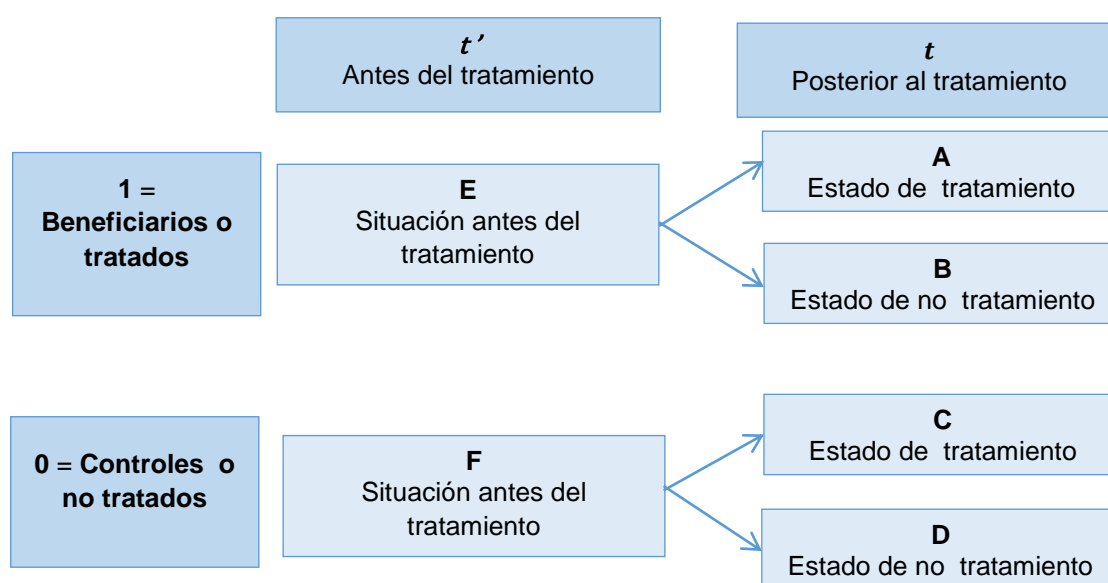 t’
Antes del tratamiento
t
Posterior al tratamiento
1 =
Beneficiarios o
tratados
E
Situación antes del
tratamiento
A
Estado de tratamiento
B
Estado de no tratamiento
0 = Controles o
no tratados
F
Situación antes del
tratamiento
C
Estado de tratamiento
D
Estado de no tratamiento